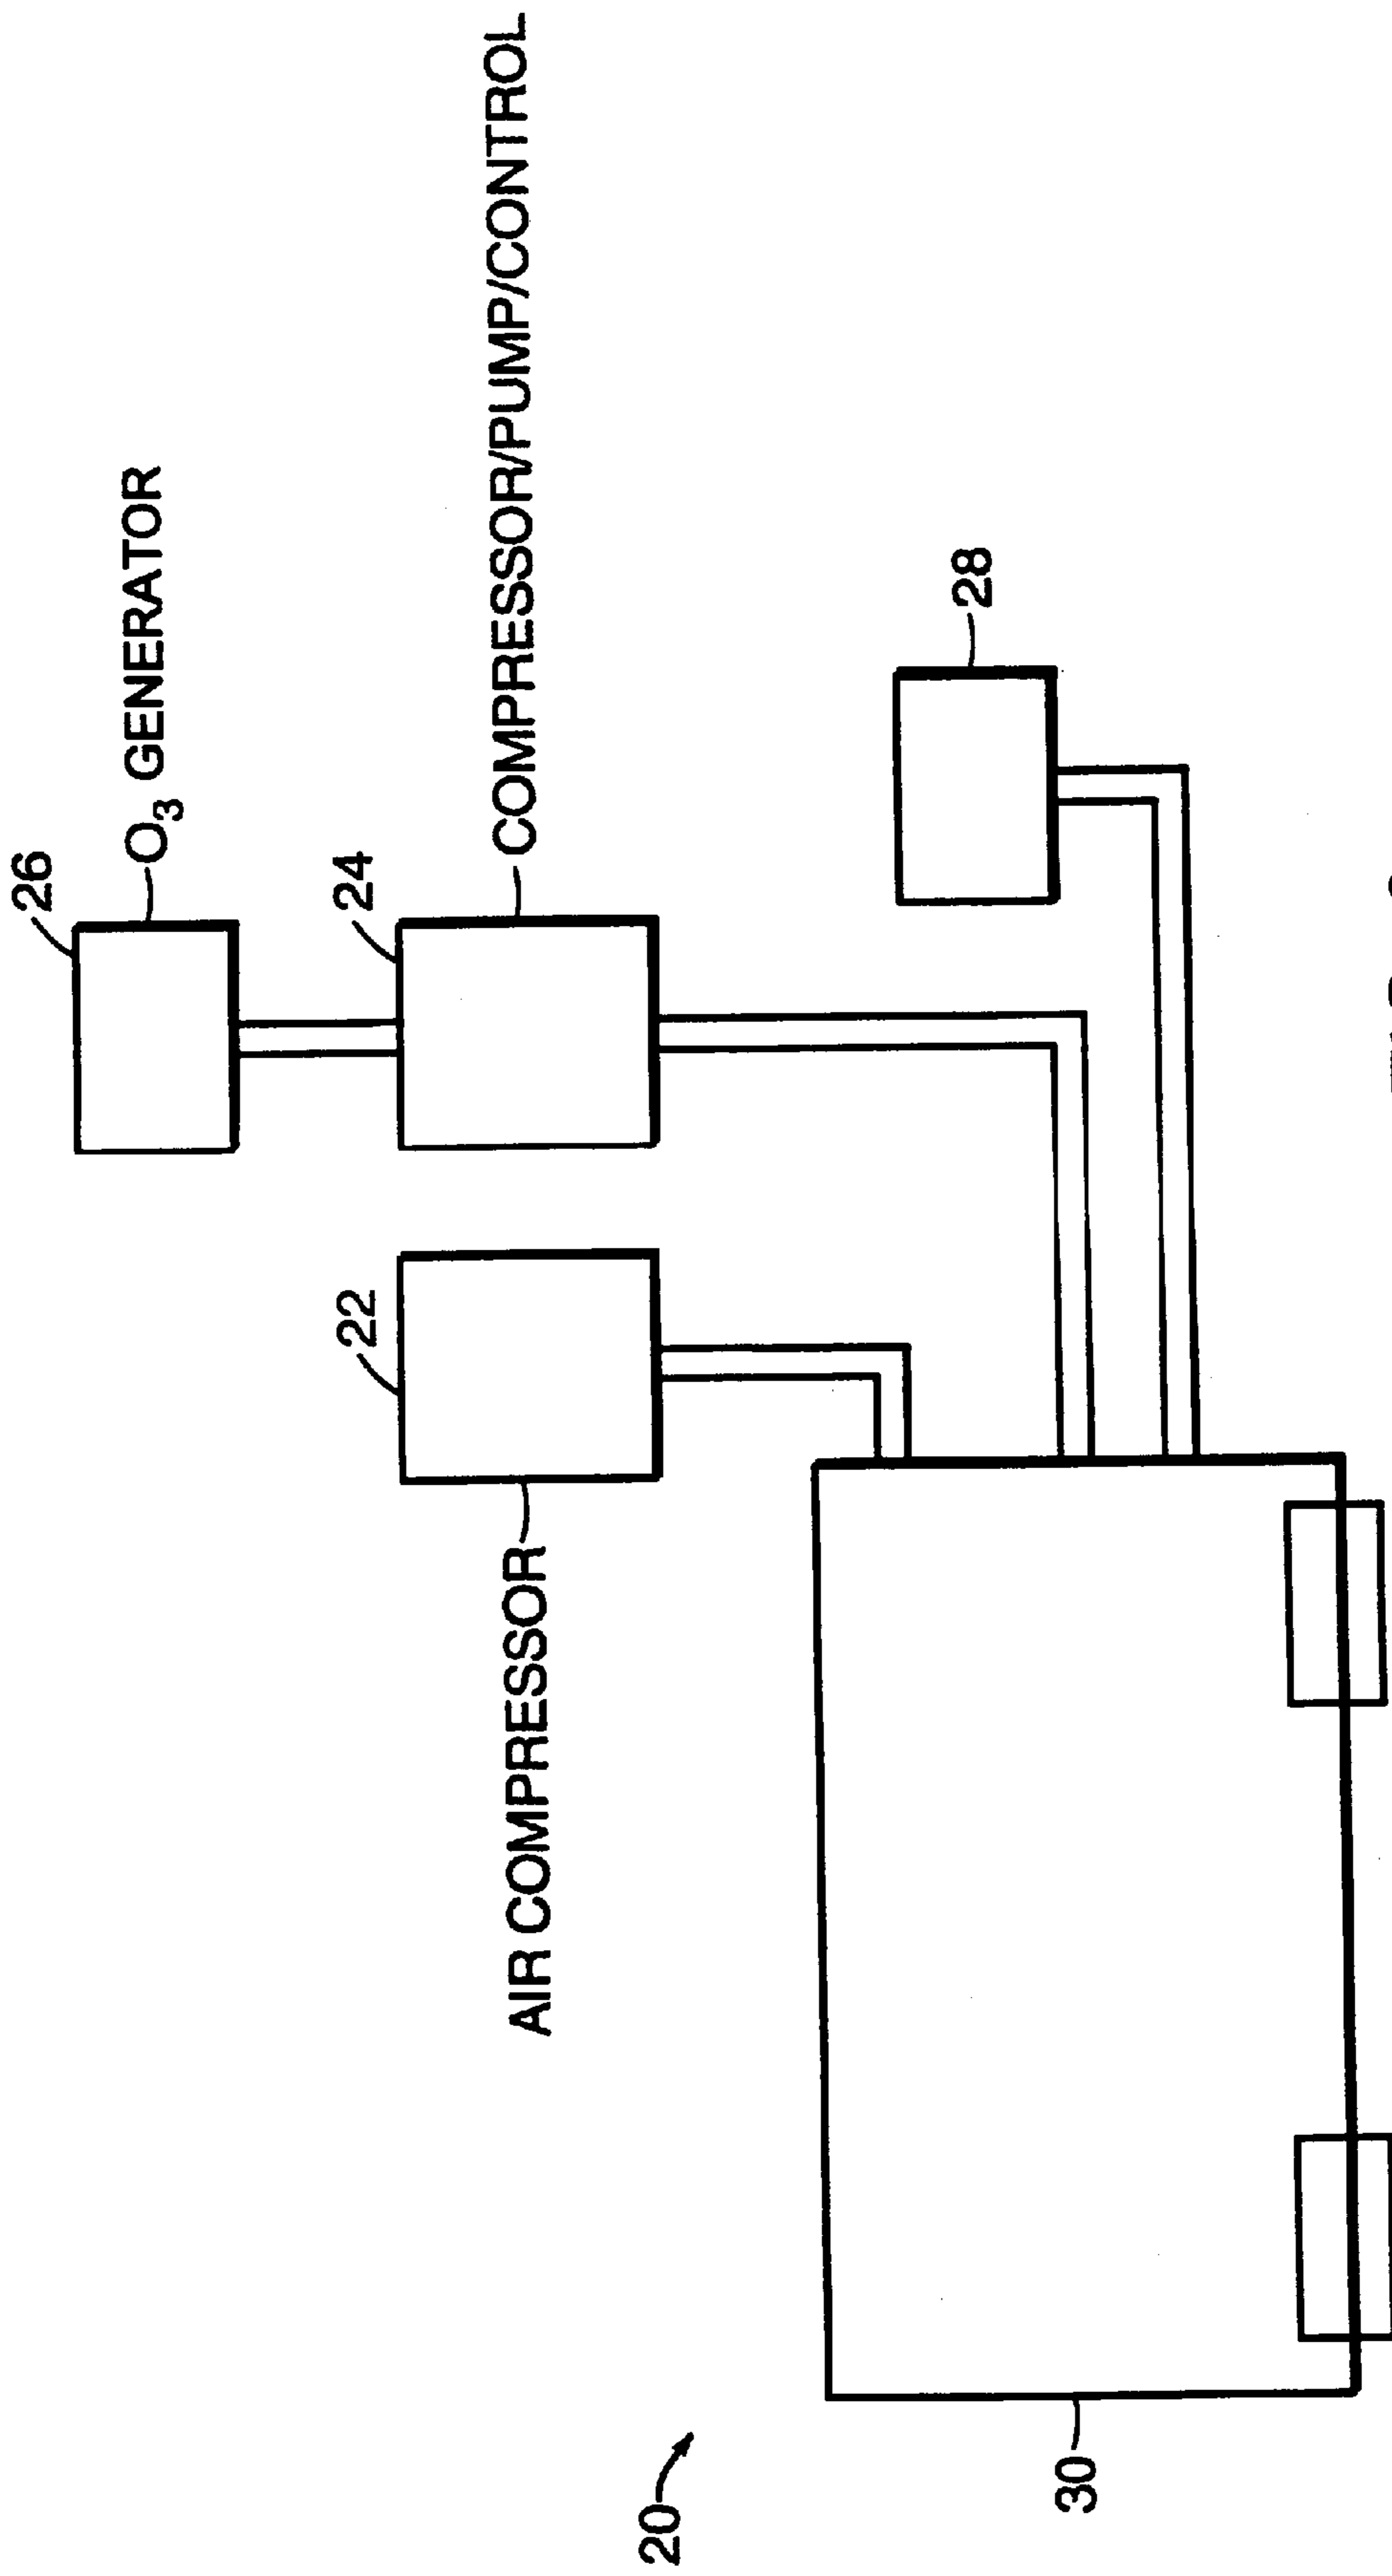 26
O₃ GENERATOR
24
COMPRESSOR/PUMP/CONTROL
22
AIR COMPRESSOR
28
20
30